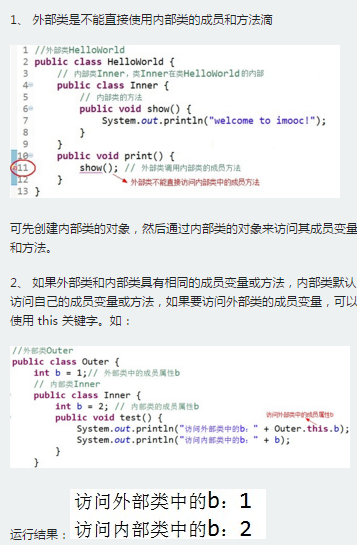 1、 外部类是不能直接使用内部类的成员和方法滴
1 //外部类HelloWorld
2 public class HelloWorld {
3 // 内部类Inner，类Inner在类HelloWorld的内部
4 public class Inner {
5 // 内部类的方法
6 public void show() {
7 System.out.println("welcome to imooc!");
8 }
9 }
10 public void print() {
11 show(); // 外部类调用内部类的成员方法
12 }
外部类不能直接访问内部类中的成员方法
13 }
可先创建内部类的对象，然后通过内部类的对象来访问其成员变量
和方法。
2、 如果外部类和内部类具有相同的成员变量或方法，内部类默认
访问自己的成员变量或方法，如果要访问外部类的成员变量，可以
使用 this 关键字。如：
//外部类Outer
public class Outer {
int b = 1;// 外部类中的成员属性b
// 内部类Inner
public class Inner {
int b = 2; // 内部类的成员属性b
访问外部类中的成员属性b
public void test() {
System.out.println("访问外部类中的b：" + Outer.this.b);
System.out.println("访问内部类中的b：" + b);
}
}
访问外部类中的b：1
访问内部类中的b：2
运行结果：